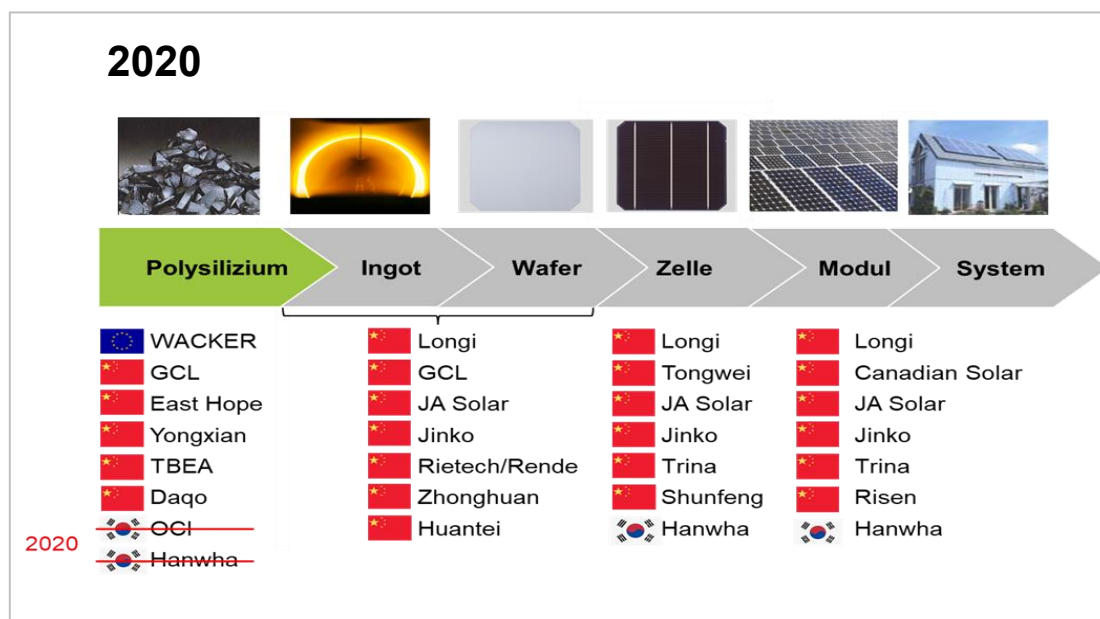 2020
Polysilizium
Ingot
Wafer
Zelle
Modul
System
WACKER
GCL
East Hope
Yongxian
TBEA
Daqo
OCI
Hanwha
2020
Longi
GCL
JA Solar
Jinko
Rietech/Rende
Zhonghuan
Huantei
Longi
Tongwei
JA Solar
Jinko
Trina
Shunfeng
Hanwha
Longi
Canadian Solar
JA Solar
Jinko
Trina
Risen
Hanwha